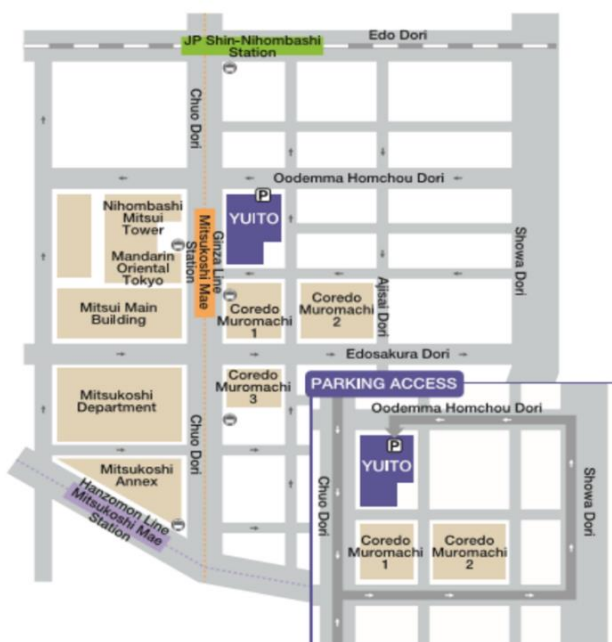 Edo Dori
JP Shin-Nihombashi
Station
Chuo Dori
Oodemma Homchou Dori
P
YUITO
Nihombashi
Mitsui
Tower
Mandarin
Oriental
Tokyo
Ginza Line
Mitsukoshi Mae
Station
Showa Dori
Ajisai Dori
Mitsui Main
Building
Coredo
Muromachi
1
Coredo
Muromachi
2
Edosakura Dori
Mitsukoshi
Department
Coredo
Muromachi
3
Chuo Dori
Mitsukoshi
Annex
Hanzomon Line
Mitsukoshi Mae
Station
PARKING ACCESS
Oodemma Homchou Dori
P
YUITO
Chuo Dori
Showa Dori
Coredo
Muromachi
1
Coredo
Muromachi
2